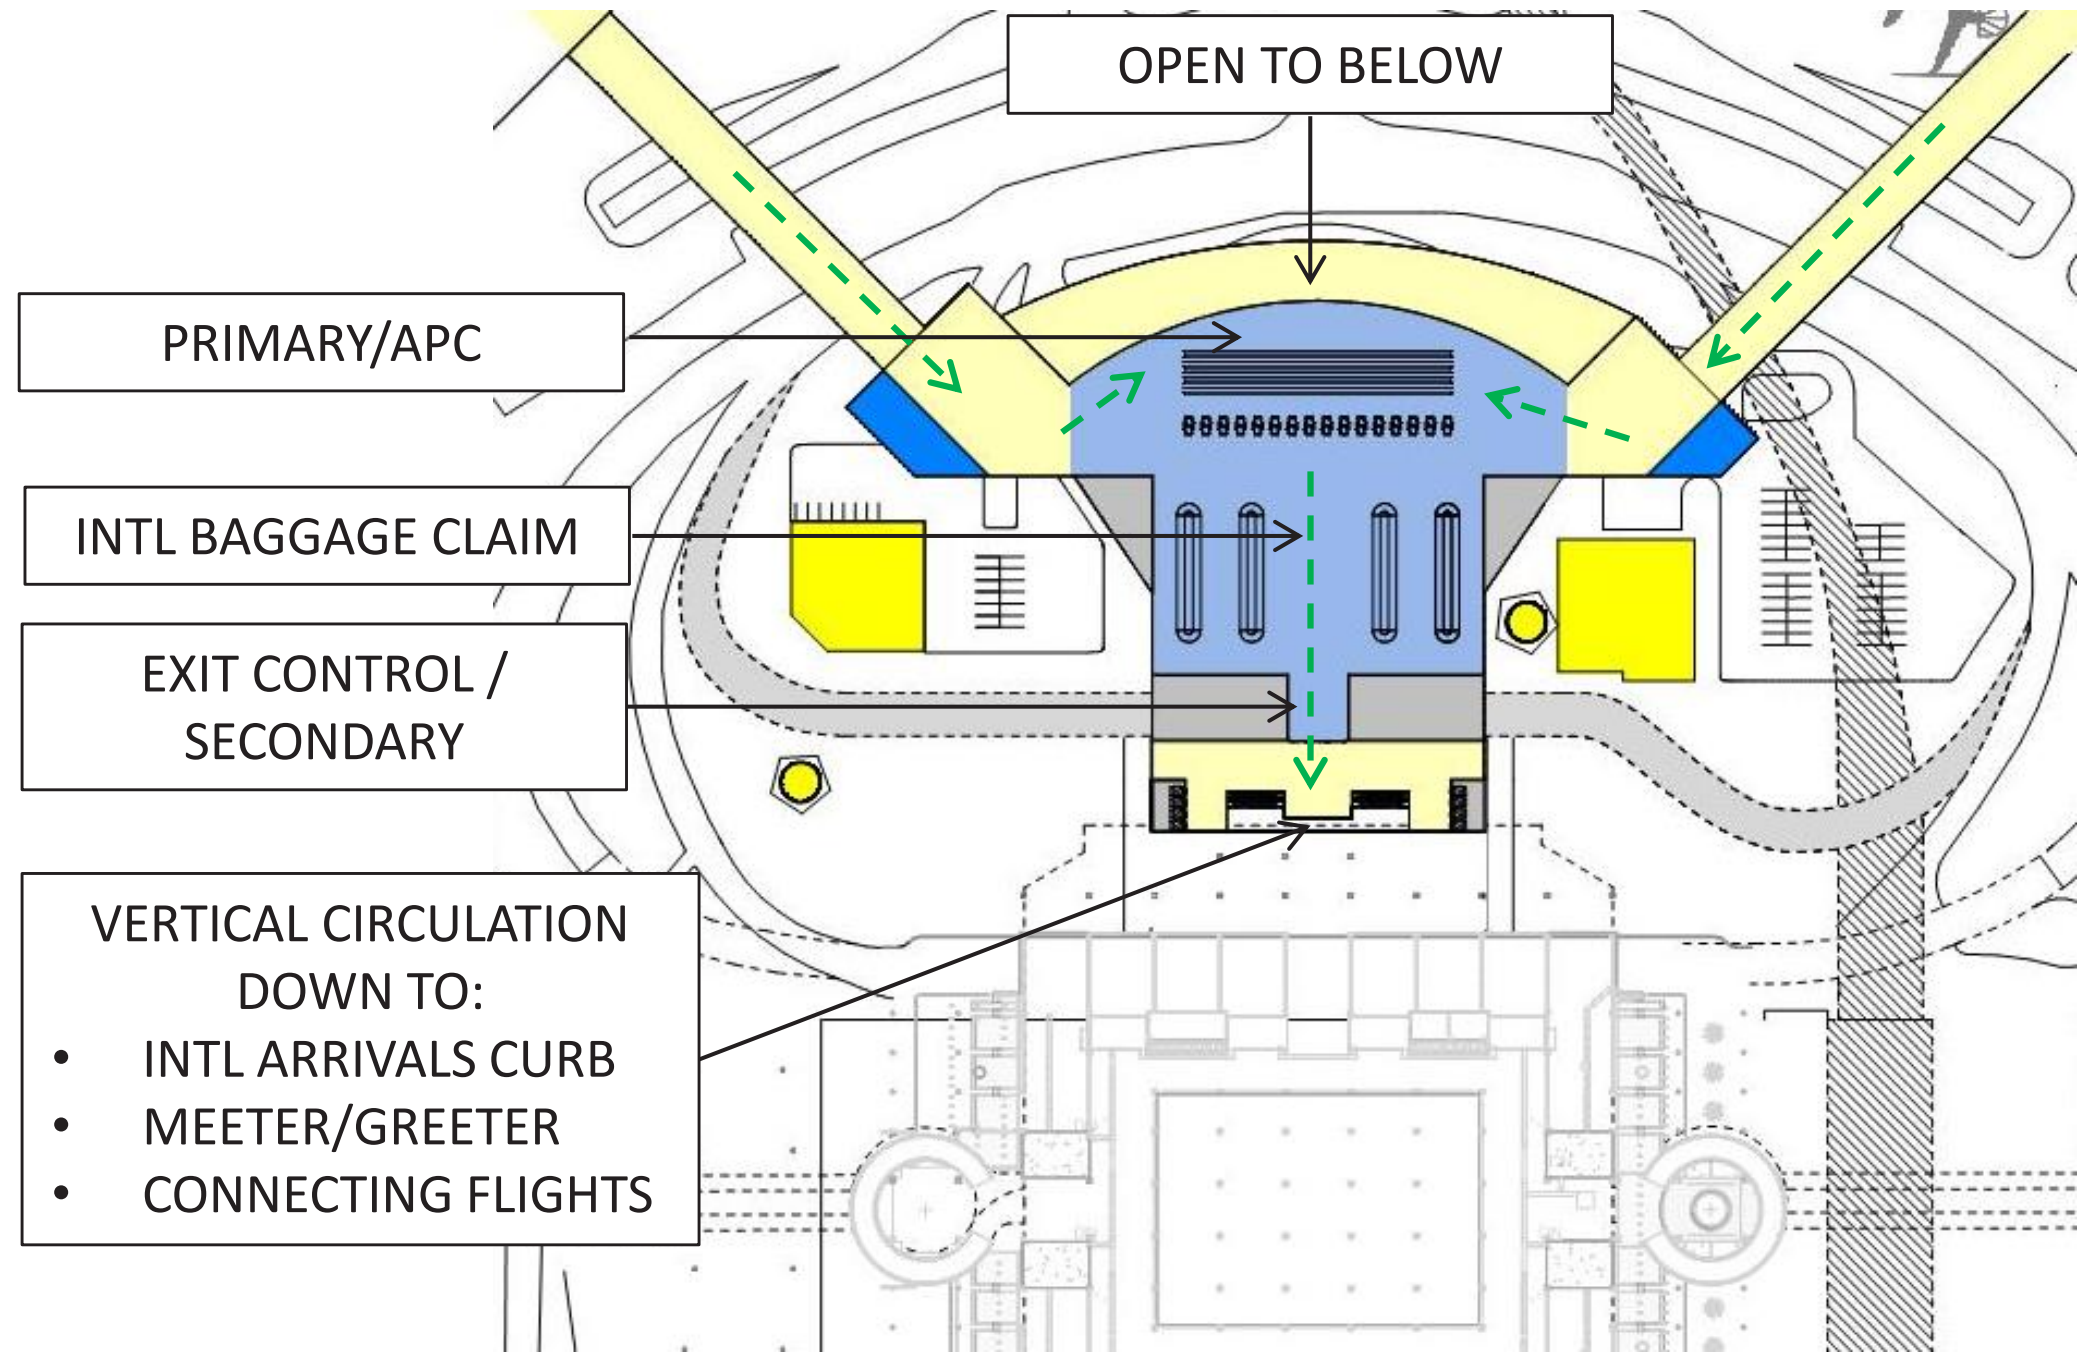 OPEN TO BELOW
PRIMARY/APC
INTL BAGGAGE CLAIM
EXIT CONTROL /
SECONDARY
VERTICAL CIRCULATION
DOWN TO:
• INTL ARRIVALS CURB
• MEETER/GREETER
• CONNECTING FLIGHTS